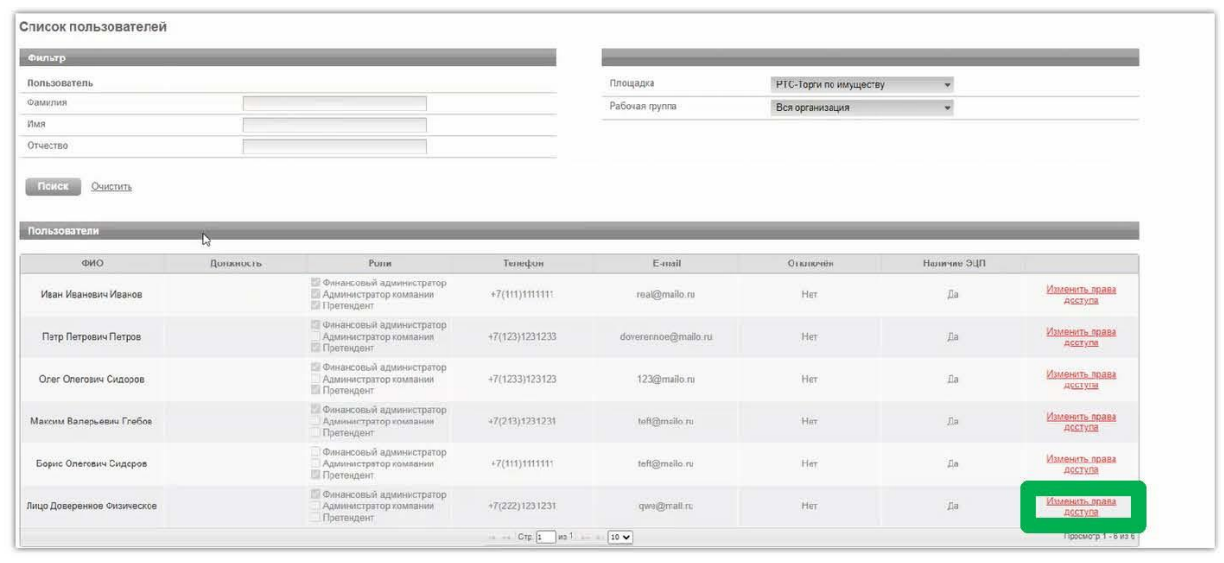 Список пользователей
Фильтр
Пользователь
Фамилия
Имя
Отчество
Площадка РТС-Торги по имуществу
Рабочая группа Вся организация
Поиск Очистить
Пользователи
ФИО Должность Роли Телефон E-mail Отключён Наличие ЭЦП
Иван Иванович Иванов Финансовый администратор Администратор компании Претендент +7(111)1111111 real@mailo.ru Нет Да Изменить права доступа
Петр Петрович Петров Финансовый администратор Администратор компании Претендент +7(123)1231233 doverennoe@mailo.ru Нет Да Изменить права доступа
Олег Олегович Сидоров Финансовый администратор Администратор компании Претендент +7(1233)123123 123@mailo.ru Нет Да Изменить права доступа
Максим Валерьевич Глебов Финансовый администратор Администратор компании Претендент +7(213)1231231 Нет Да Изменить права доступа
Борис Олегович Сидоров Финансовый администратор Администратор компании Претендент +7(111)1111111 Нет Да Изменить права доступа
Лицо Доверенное Физическое Финансовый администратор Администратор компании Претендент +7(222)1231231 Нет Да Изменить права доступа
Стр. 1 из 1 10 Просмотр 1 - 6 из 6